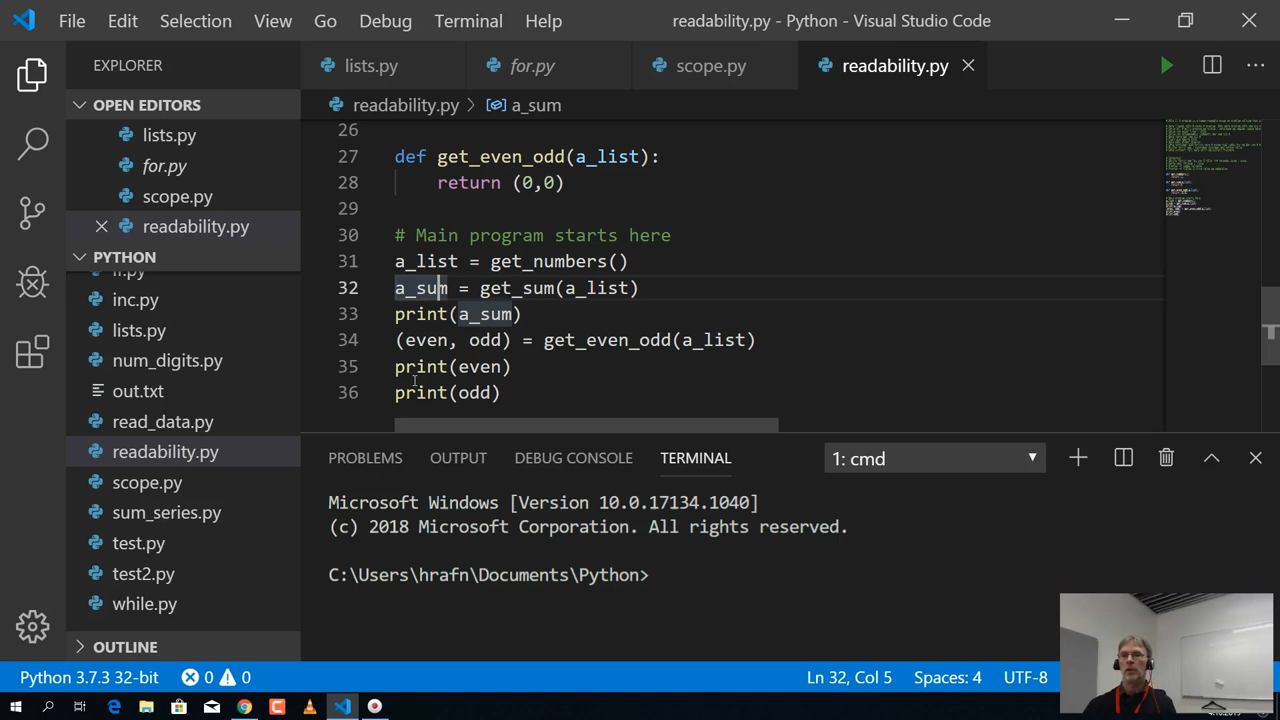 File Edit Selection View Go Debug Terminal Help readability.py - Python - Visual Studio Code
EXPLORER
lists.py for.py scope.py readability.py
OPEN EDITORS
lists.py
for.py
scope.py
readability.py
PYTHON
inc.py
lists.py
num_digits.py
out.txt
read_data.py
readability.py
scope.py
sum_series.py
test.py
test2.py
while.py
OUTLINE
readability.py > a_sum
26
27 def get_even_odd(a_list):
28 return (0,0)
29
30 # Main program starts here
31 a_list = get_numbers()
32 a_sum = get_sum(a_list)
33 print(a_sum)
34 (even, odd) = get_even_odd(a_list)
35 print(even)
36 print(odd)
PROBLEMS OUTPUT DEBUG CONSOLE TERMINAL 1: cmd
Microsoft Windows [Version 10.0.17134.1040]
(c) 2018 Microsoft Corporation. All rights reserved.
C:\Users\hrafn\Documents\Python>
Python 3.7.3 32-bit 0 0 Ln 32, Col 5 Spaces: 4 UTF-8